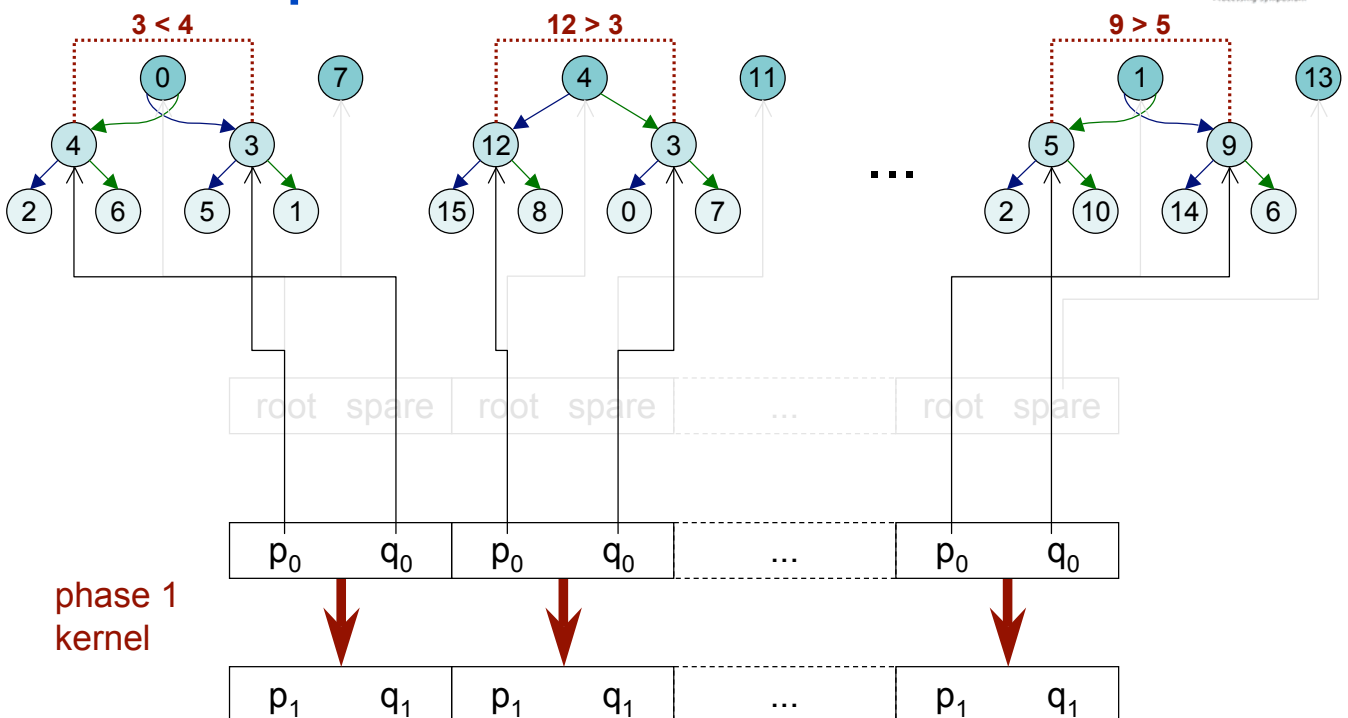 3 < 4 12 > 3 9 > 5
0 7 4 11 1 13
4 3 12 3 ... 5 9
2 6 5 1 15 8 0 7 2 10 14 6
root spare root spare ... root spare
p₀ q₀ p₀ q₀ ... p₀ q₀
phase 1
kernel
p₁ q₁ p₁ q₁ ... p₁ q₁